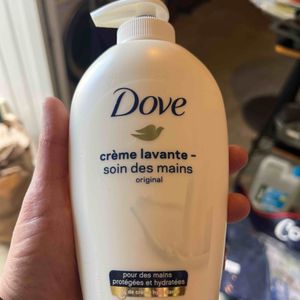 Dove
crème lavante -
soin des mains
original
pour des mains
protégées et hydratées